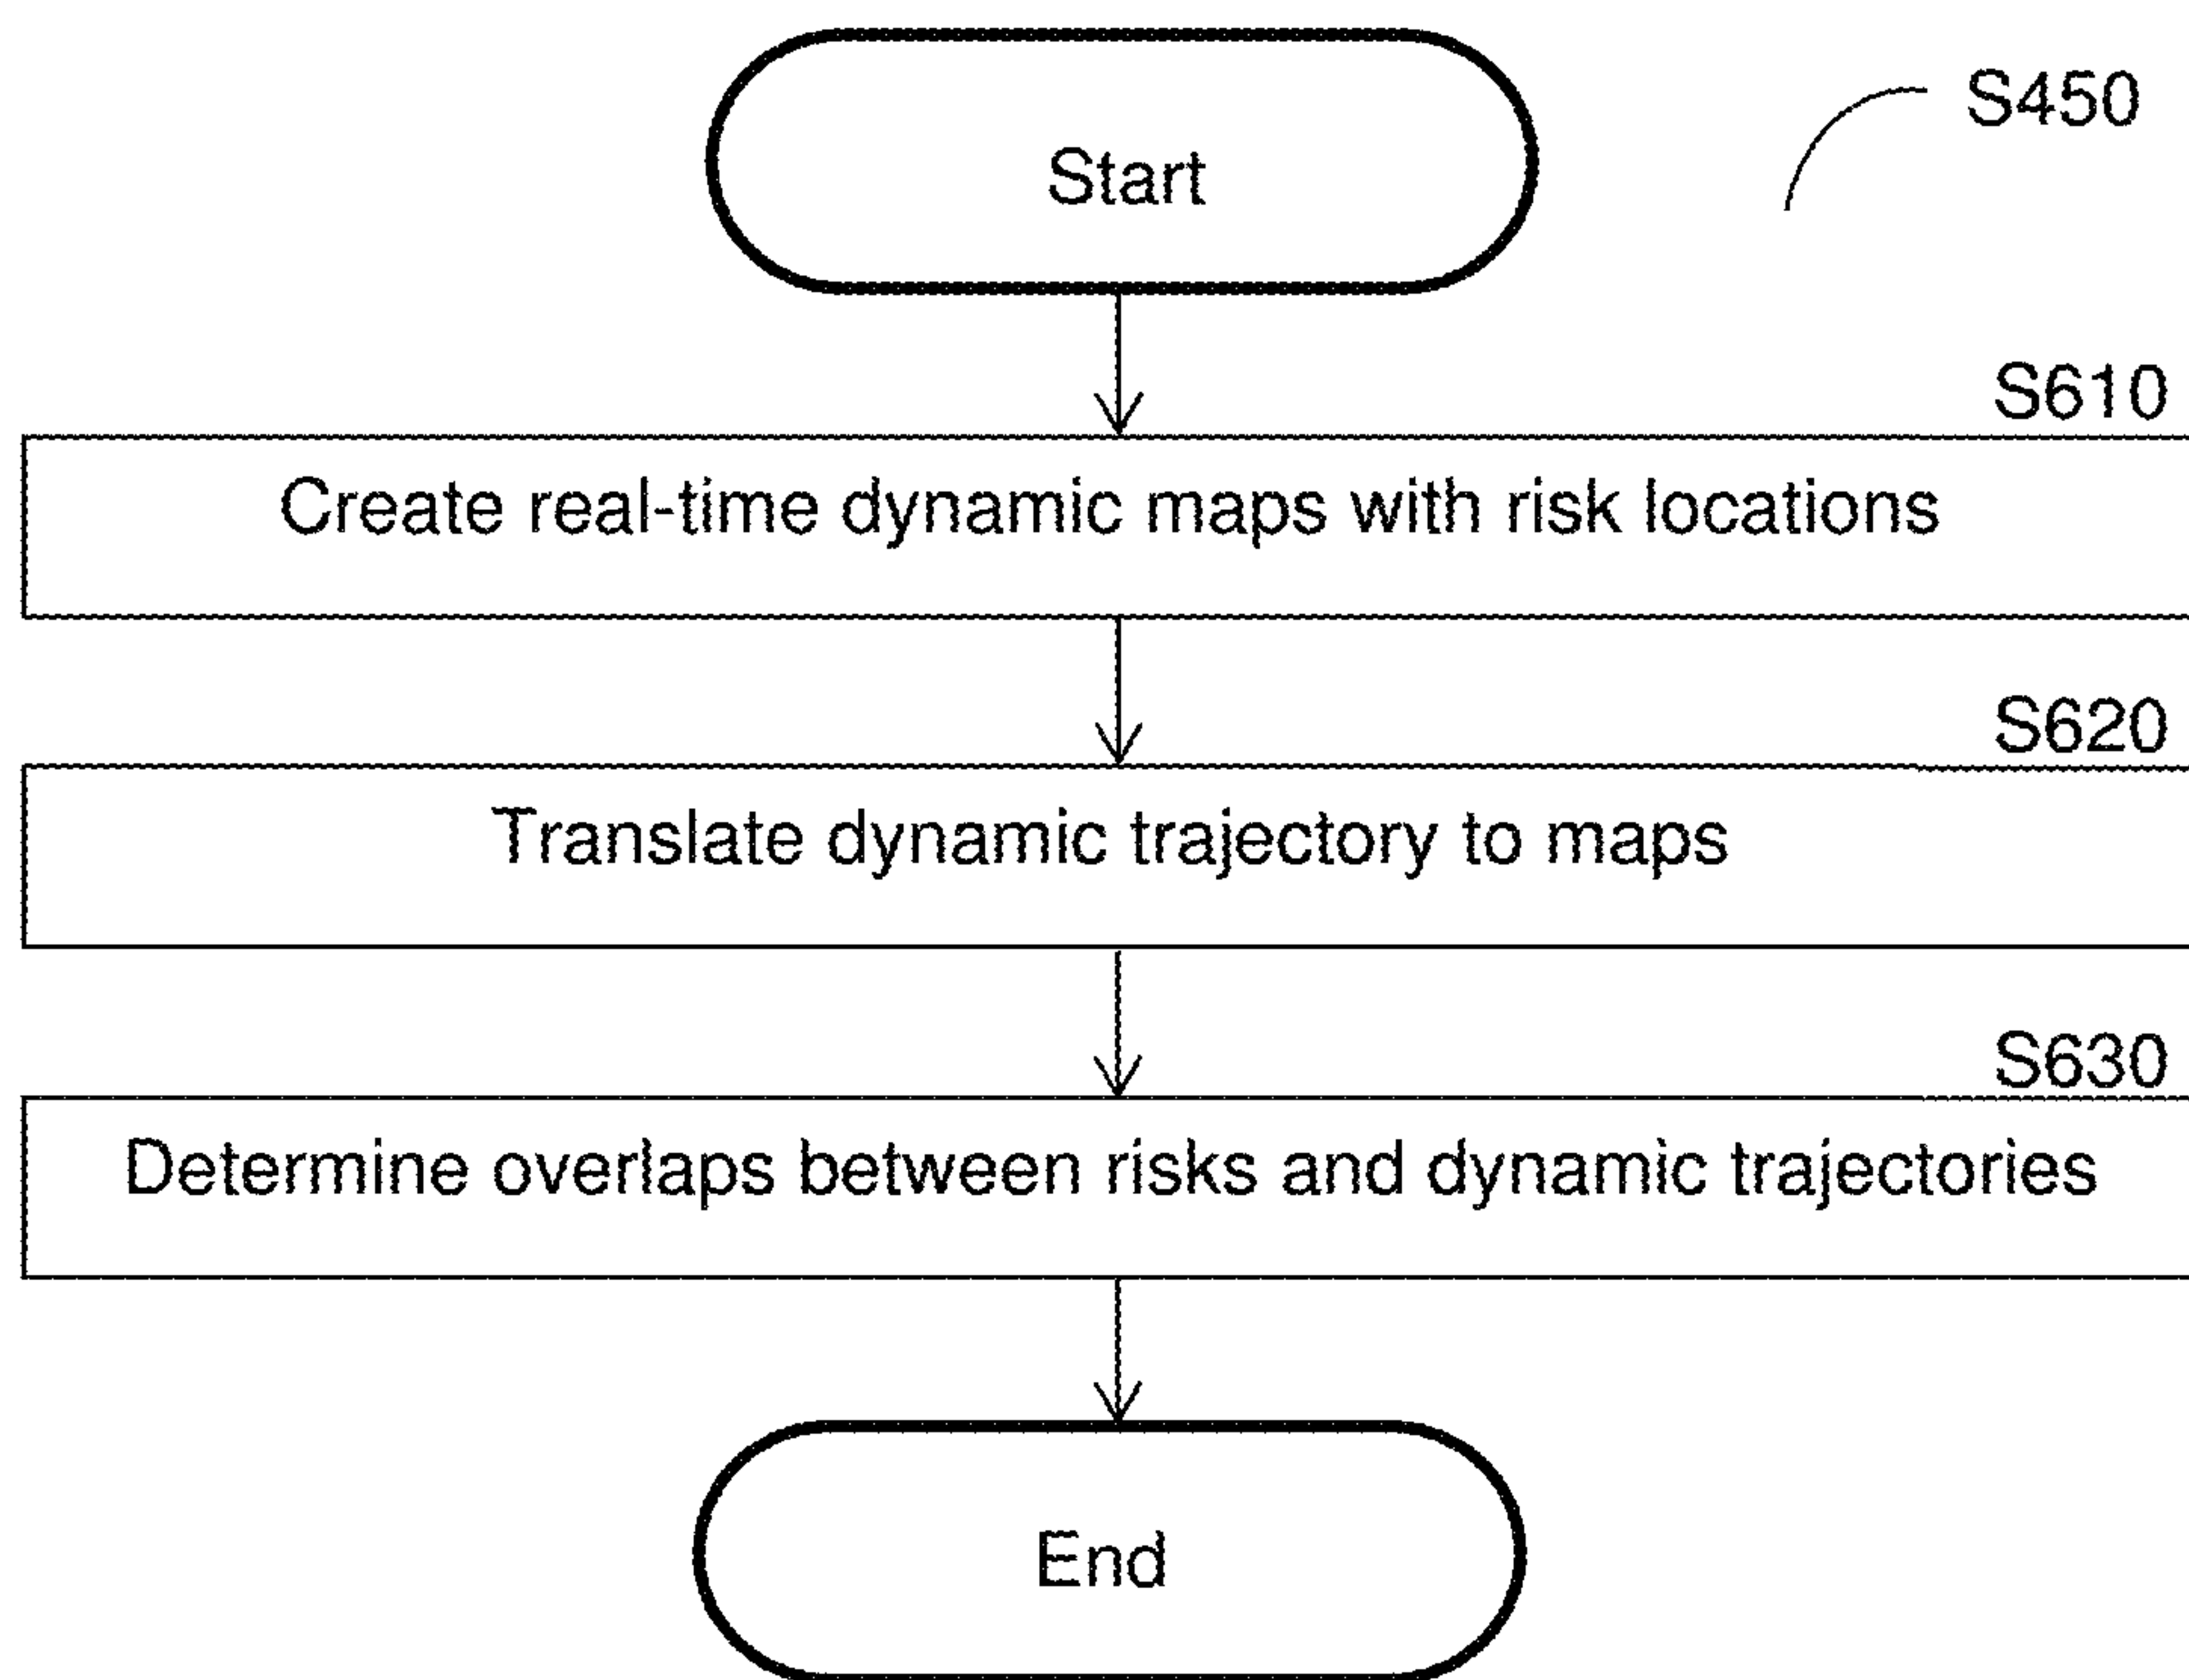 Start
S450
S610
Create real-time dynamic maps with risk locations
S620
Translate dynamic trajectory to maps
S630
Determine overlaps between risks and dynamic trajectories
End